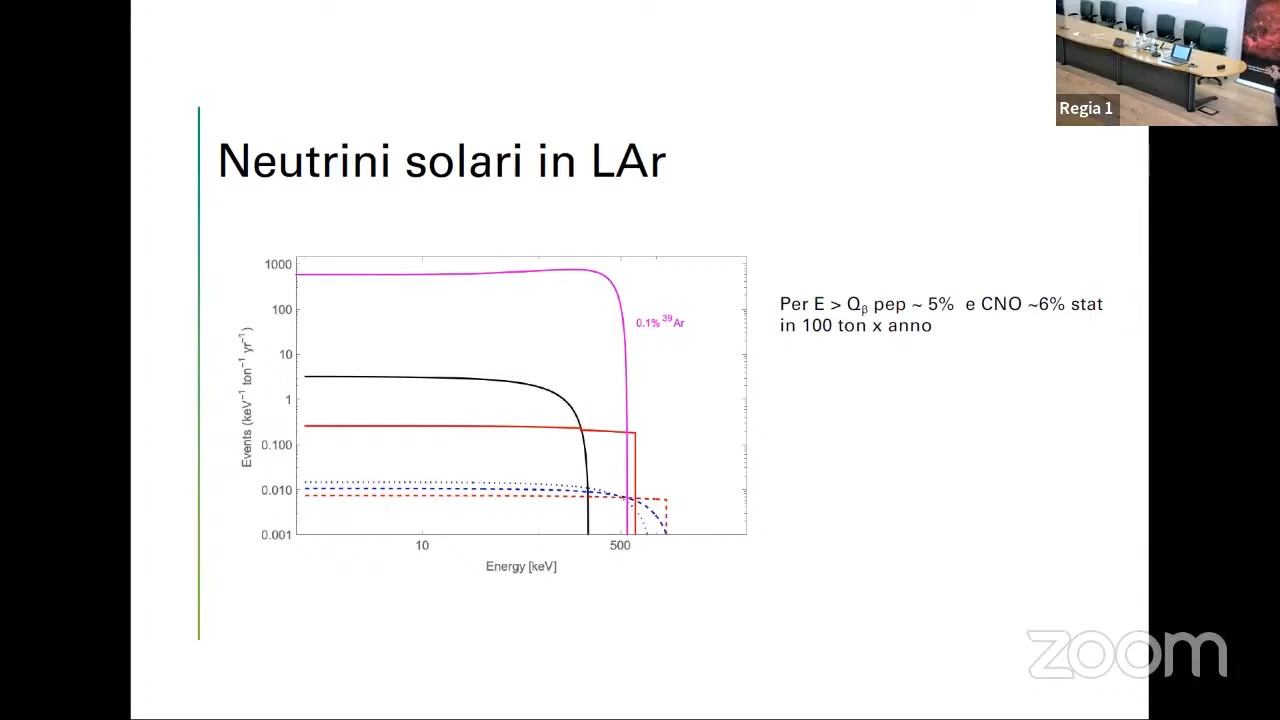 Regia 1
Neutrini solari in LAr
1000
100
10
1
0.100
0.010
0.001
Events (keV⁻¹ ton⁻¹ yr⁻¹)
0.1% ³⁹Ar
10
500
Energy [keV]
Per E > Qᵦ pep ~ 5% e CNO ~6% stat
in 100 ton x anno
zoom